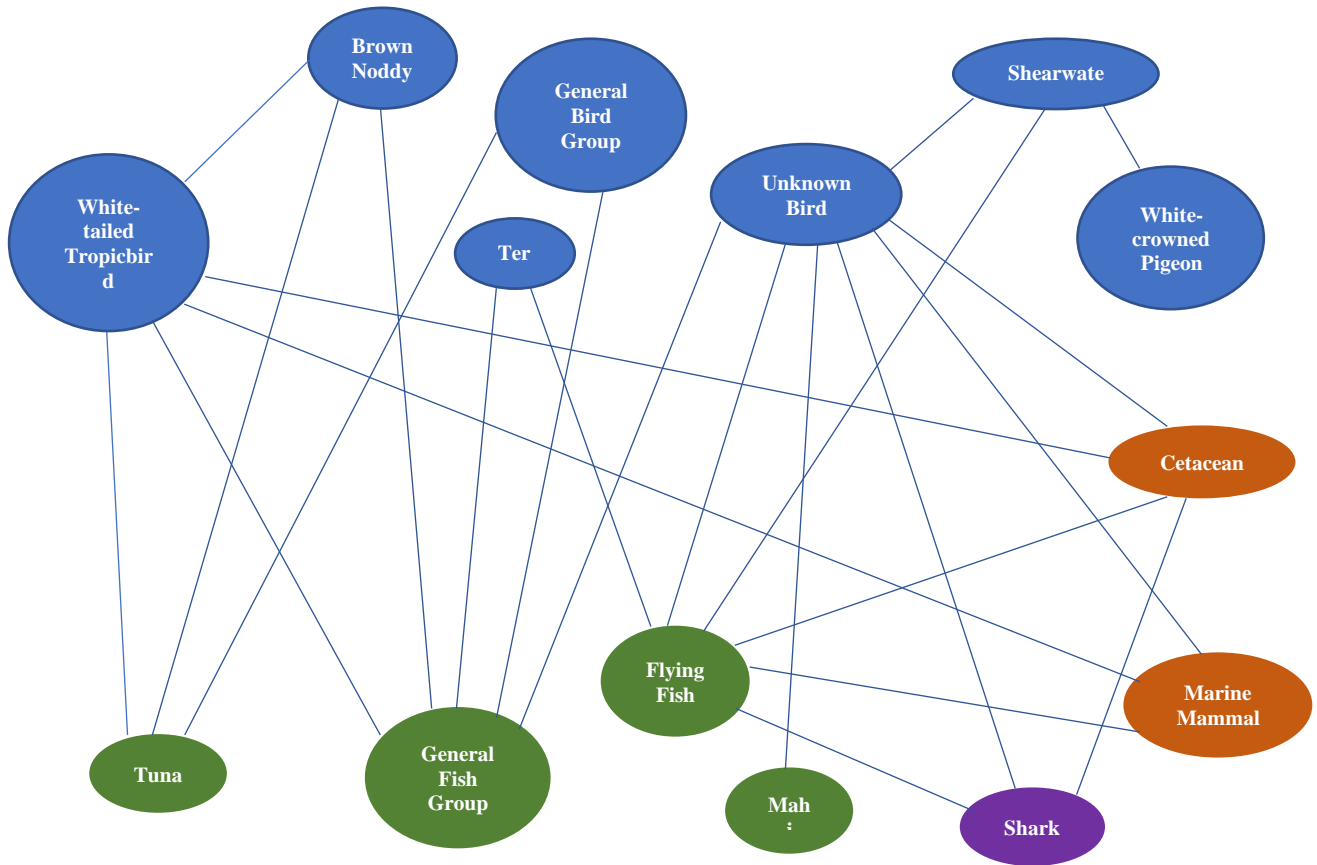 Brown
Noddy
General
Bird
Group
Shearwate
White-
tailed
Tropicbir
d
Ter
Unknown
Bird
White-
crowned
Pigeon
Cetacean
Flying
Fish
Marine
Mammal
Tuna
General
Fish
Group
Mah
Shark